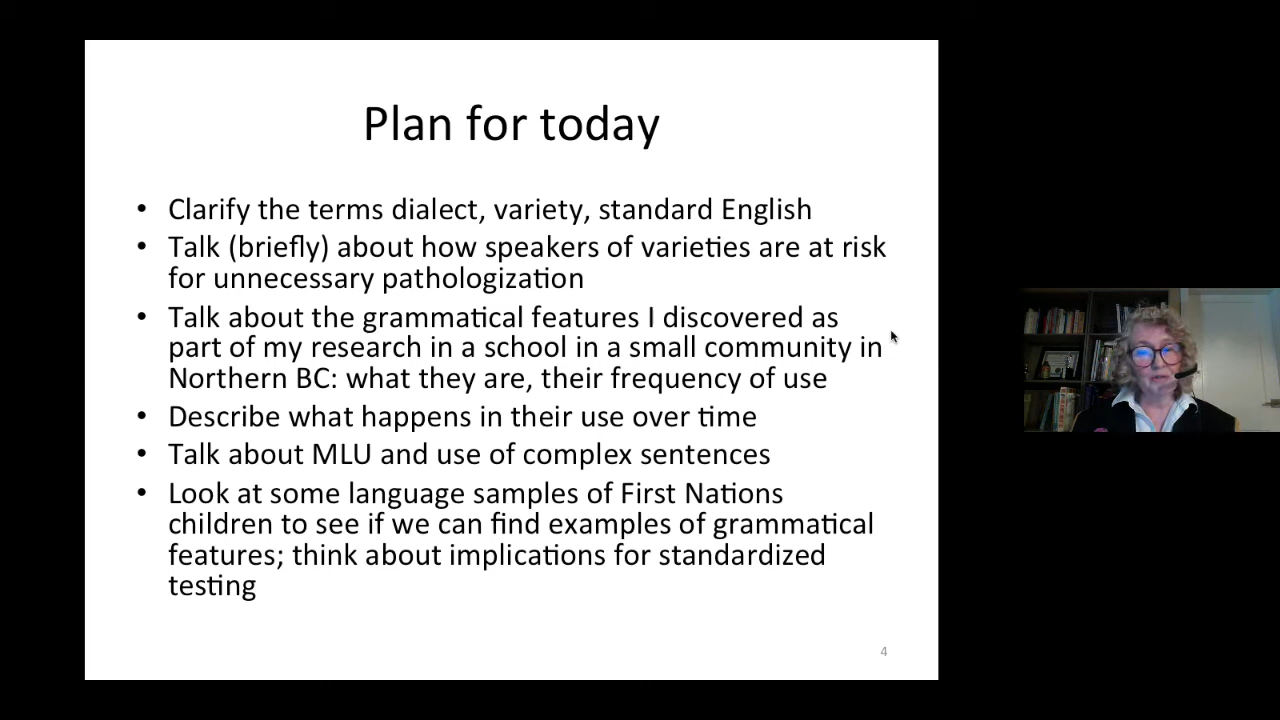 Plan for today
• Clarify the terms dialect, variety, standard English
• Talk (briefly) about how speakers of varieties are at risk
for unnecessary pathologization
• Talk about the grammatical features I discovered as
part of my research in a school in a small community in
Northern BC: what they are, their frequency of use
• Describe what happens in their use over time
• Talk about MLU and use of complex sentences
• Look at some language samples of First Nations
children to see if we can find examples of grammatical
features; think about implications for standardized
testing
4